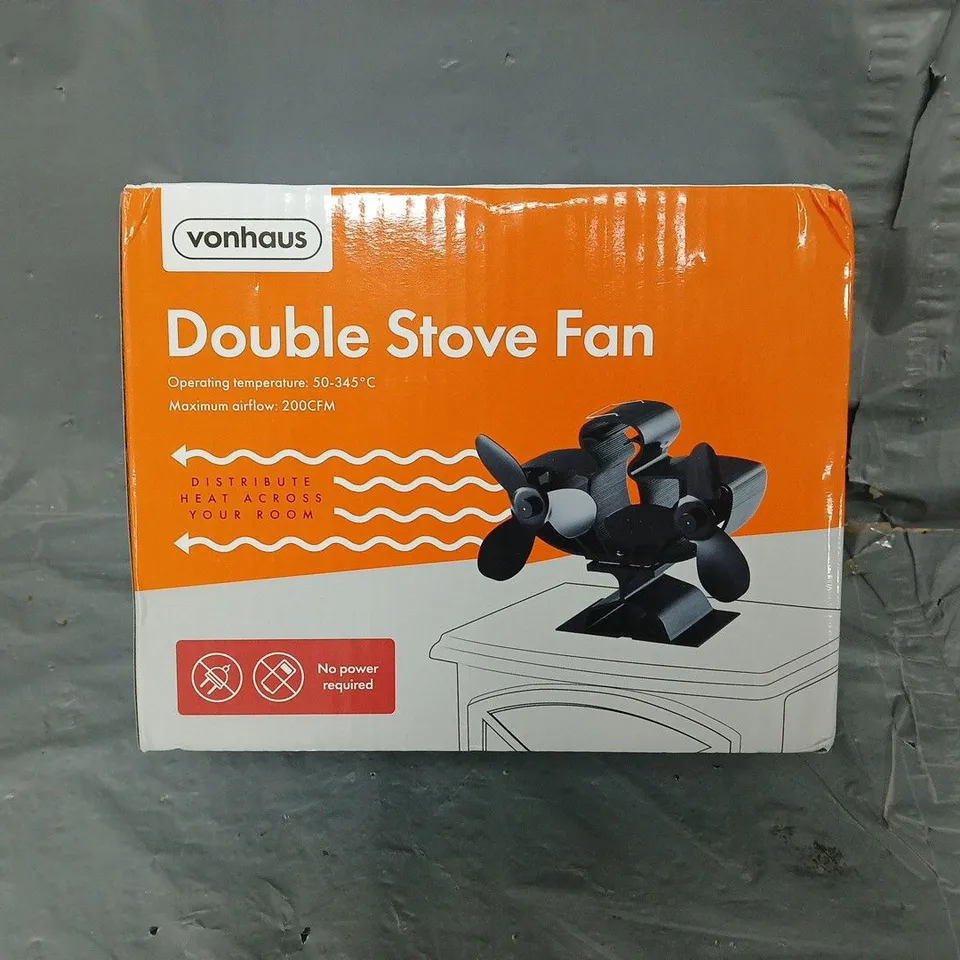 vonhaus
Double Stove Fan
Operating temperature: 50-345°C
Maximum airflow: 200CFM
DISTRIBUTE
HEAT ACROSS
YOUR ROOM
No power
required